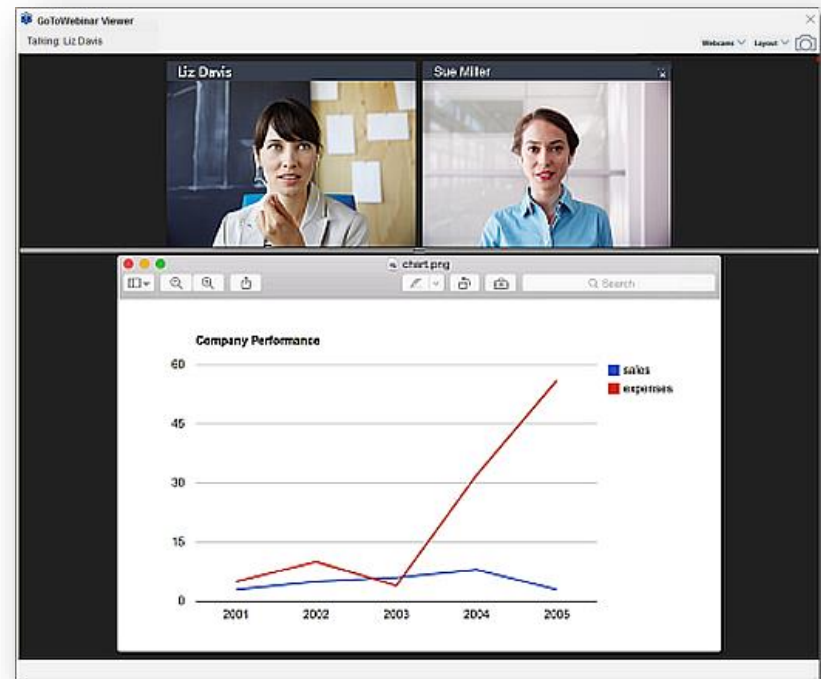 GoToWebinar Viewer
Talking: Liz Davis
Webcams Layout
Liz Davis
Sue Miller
chart.png
Search
Company Performance
60
45
30
15
0
2001 2002 2003 2004 2005
sales
expenses